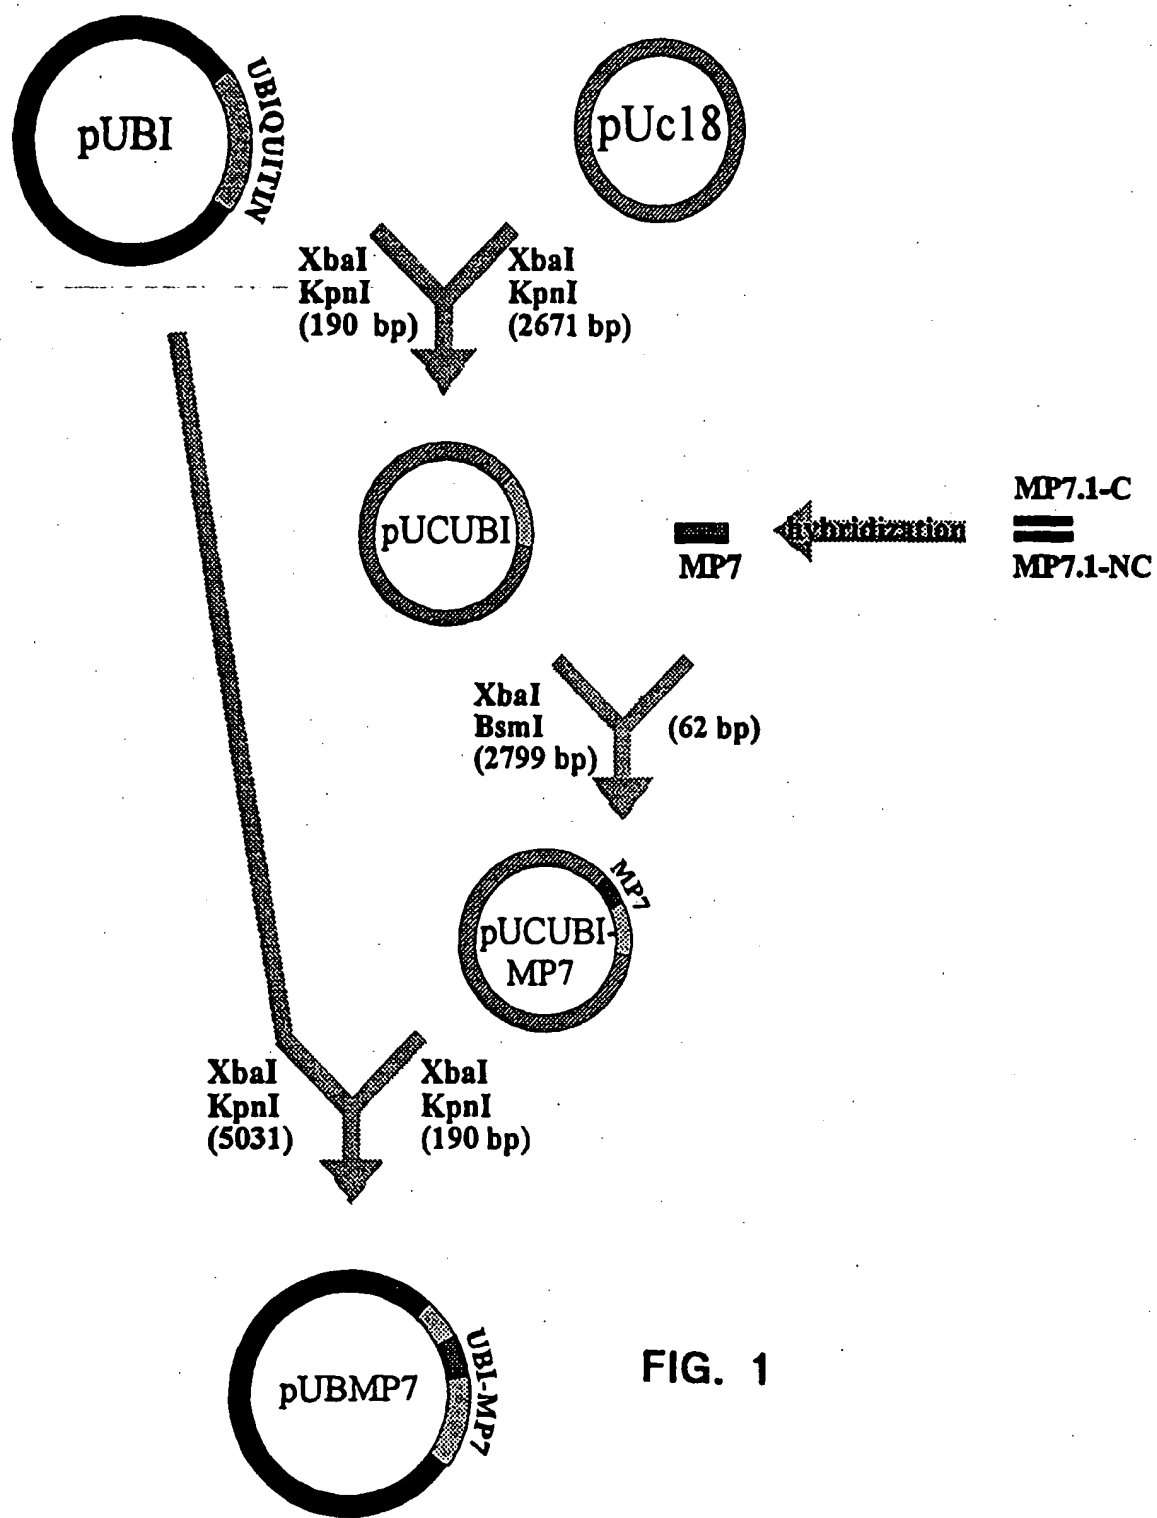 pUBI
UBIQUITIN
pUc18
XbaI
KpnI
(190 bp)
XbaI
KpnI
(2671 bp)
pUCUBI
MP7
hybridization
MP7.1-C
MP7.1-NC
XbaI
BsmI
(2799 bp)
(62 bp)
MP7
pUCUBI-
MP7
XbaI
KpnI
(5031)
XbaI
KpnI
(190 bp)
pUBMP7
UBI-MP7
FIG. 1